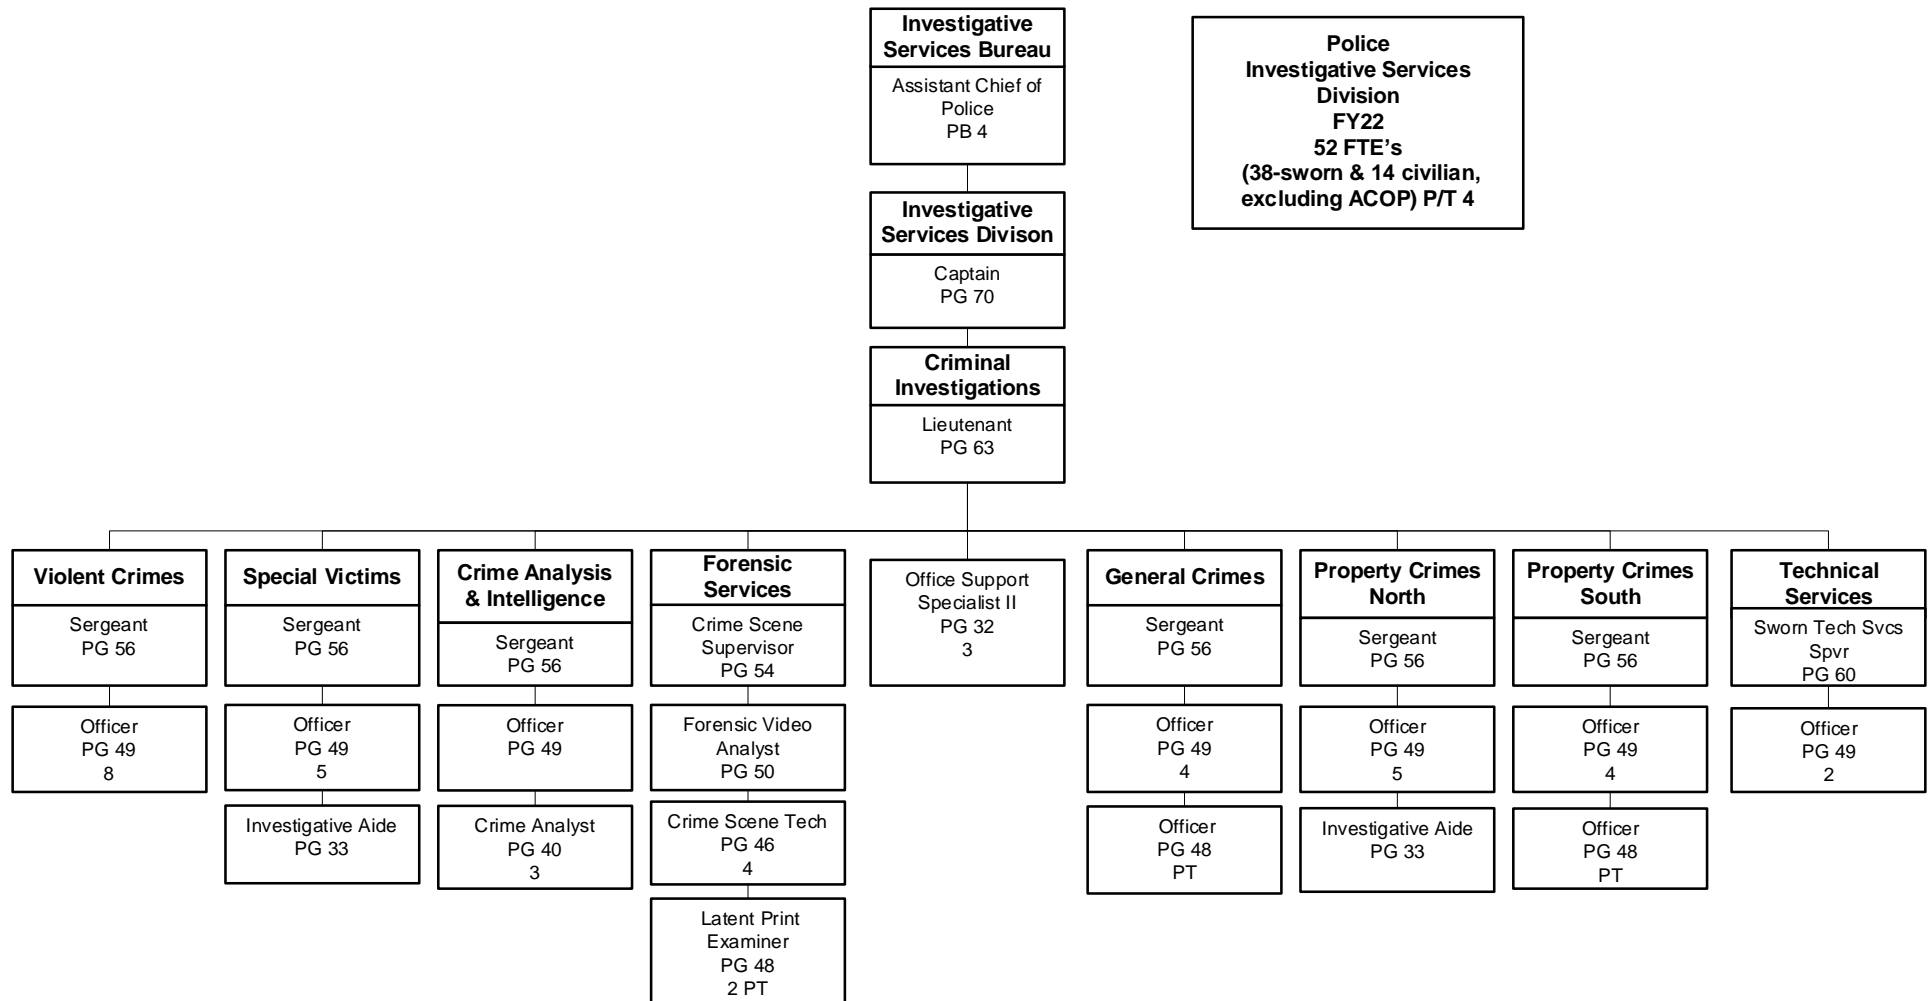 Investigative
Services Bureau
Assistant Chief of
Police
PB 4
Police
Investigative Services
Division
FY22
52 FTE’s
(38-sworn & 14 civilian,
excluding ACOP) P/T 4
Investigative
Services Divison
Captain
PG 70
Criminal
Investigations
Lieutenant
PG 63
Violent Crimes
Sergeant
PG 56
Officer
PG 49
8
Special Victims
Sergeant
PG 56
Officer
PG 49
5
Investigative Aide
PG 33
Crime Analysis
& Intelligence
Sergeant
PG 56
Officer
PG 49
Crime Analyst
PG 40
3
Forensic
Services
Crime Scene
Supervisor
PG 54
Forensic Video
Analyst
PG 50
Crime Scene Tech
PG 46
4
Latent Print
Examiner
PG 48
2 PT
Office Support
Specialist II
PG 32
3
General Crimes
Sergeant
PG 56
Officer
PG 49
4
Officer
PG 48
PT
Property Crimes
North
Sergeant
PG 56
Officer
PG 49
5
Investigative Aide
PG 33
Property Crimes
South
Sergeant
PG 56
Officer
PG 49
4
Officer
PG 48
PT
Technical
Services
Sworn Tech Svcs
Spvr
PG 60
Officer
PG 49
2